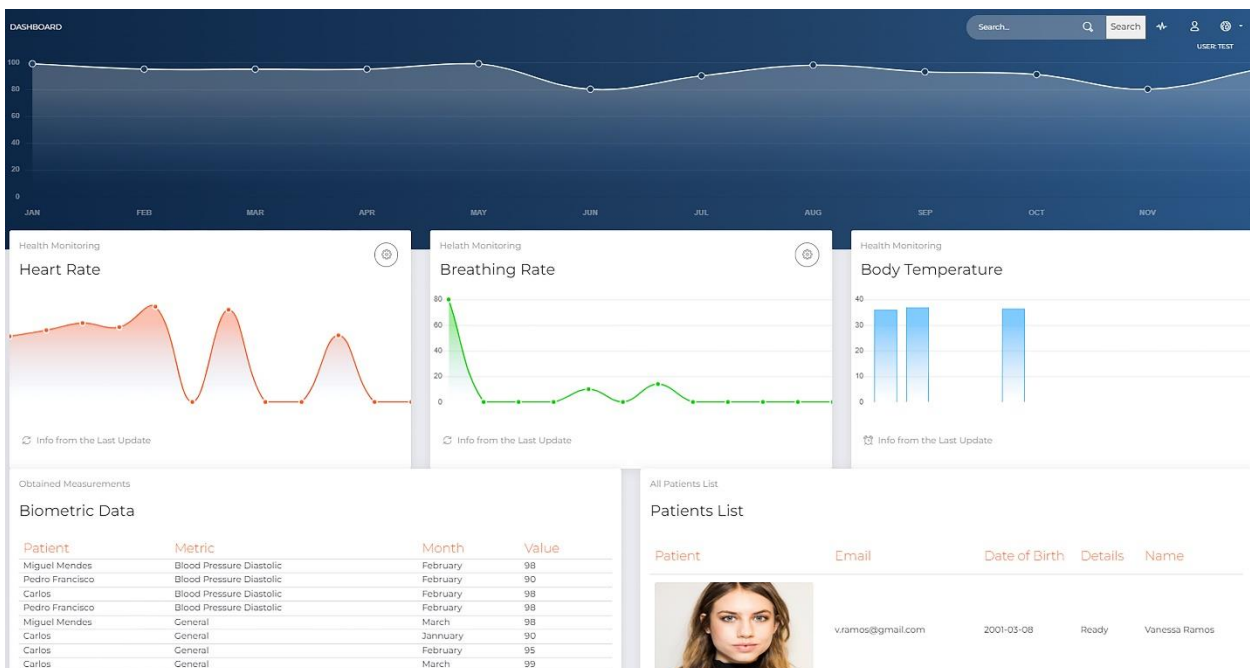 DASHBOARD
Search...
Search
USER: TEST
100
80
60
40
20
0
JAN FEB MAR APR MAY JUN JUL AUG SEP OCT NOV
Health Monitoring
Heart Rate
Info from the Last Update
Helath Monitoring
Breathing Rate
80
60
40
20
0
Info from the Last Update
Health Monitoring
Body Temperature
40
30
20
10
0
Info from the Last Update
Obtained Measurements
Biometric Data
Patient Metric Month Value
Miguel Mendes Blood Pressure Diastolic February 98
Pedro Francisco Blood Pressure Diastolic February 90
Carlos Blood Pressure Diastolic February 98
Pedro Francisco Blood Pressure Diastolic February 98
Miguel Mendes General March 98
Carlos General Jannuary 90
Carlos General February 95
Carlos General March 99
All Patients List
Patients List
Patient Email Date of Birth Details Name
v.ramos@gmail.com 2001-03-08 Ready Vanessa Ramos